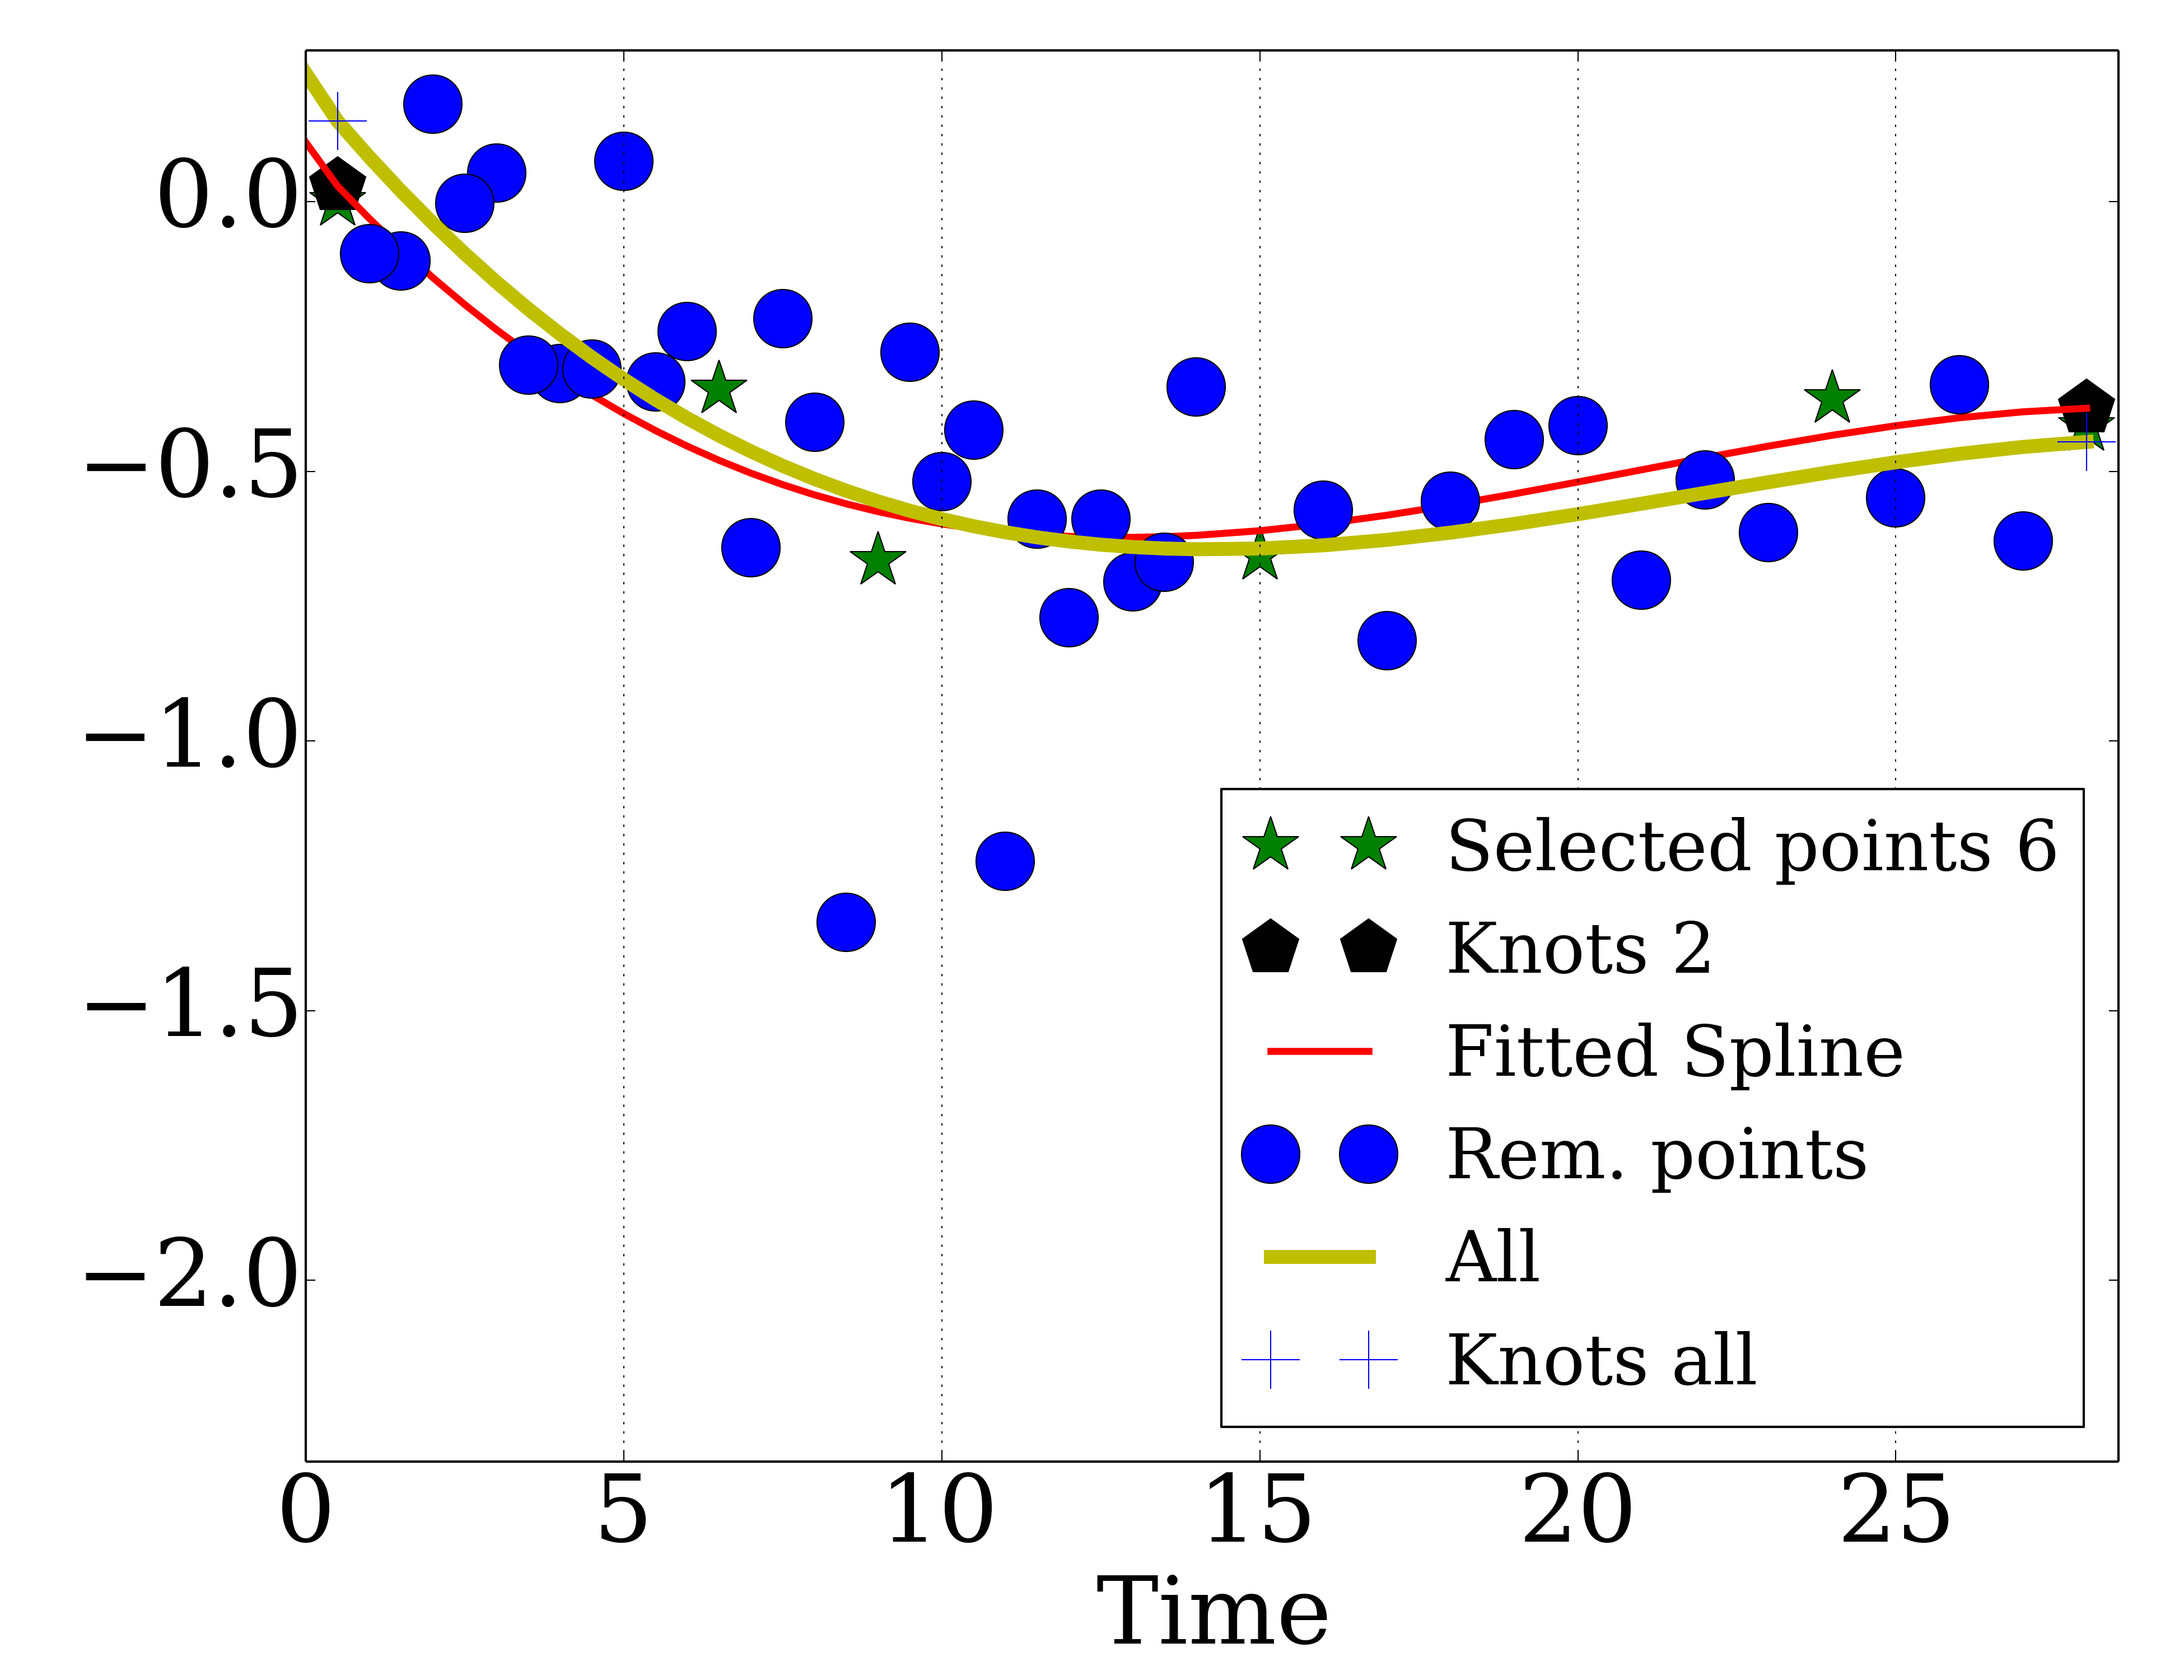 0.0
−0.5
−1.0
−1.5
−2.0
Selected points 6
Knots 2
Fitted Spline
Rem. points
All
Knots all
0 5 10 15 20 25
Time